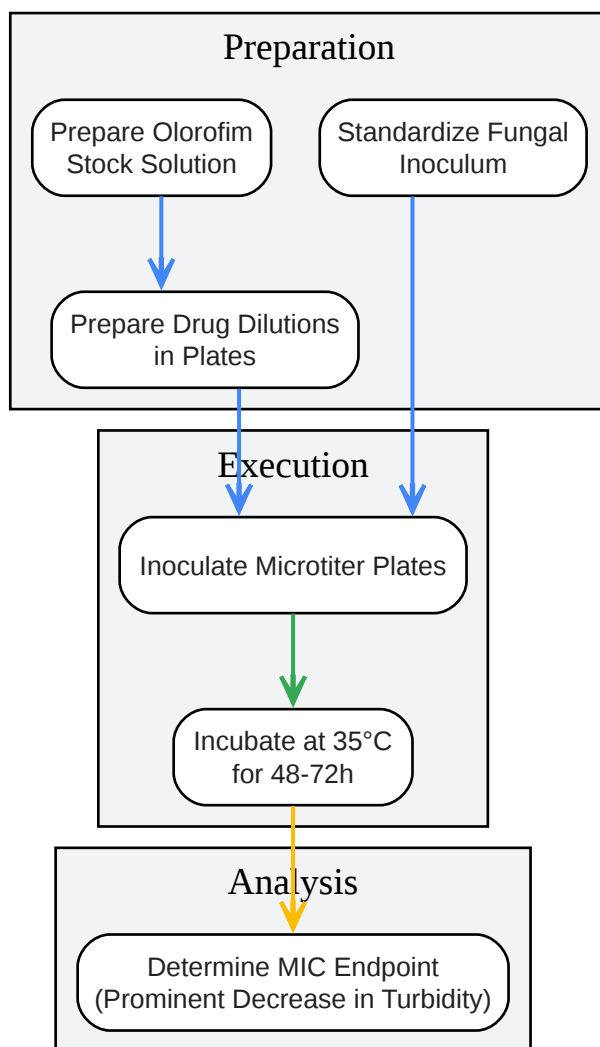 Preparation
Prepare Olorofim
Stock Solution
Standardize Fungal
Inoculum
Prepare Drug Dilutions
in Plates
Execution
Inoculate Microtiter Plates
Incubate at 35°C
for 48-72h
Analysis
Determine MIC Endpoint
(Prominent Decrease in Turbidity)